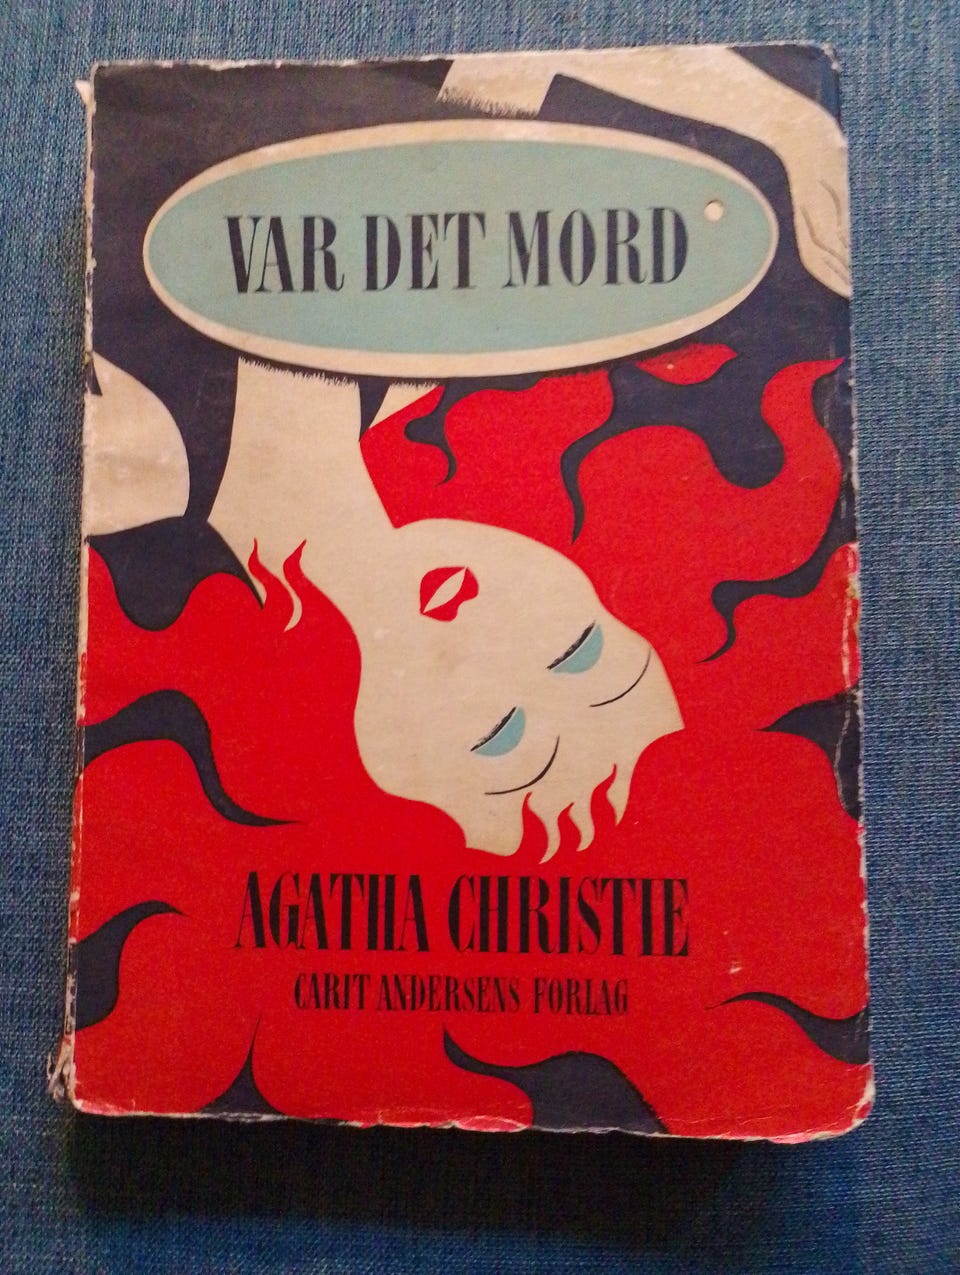 VAR DET MORD
AGATHA CHRISTIE
CARIT ANDERSENS FORLAG